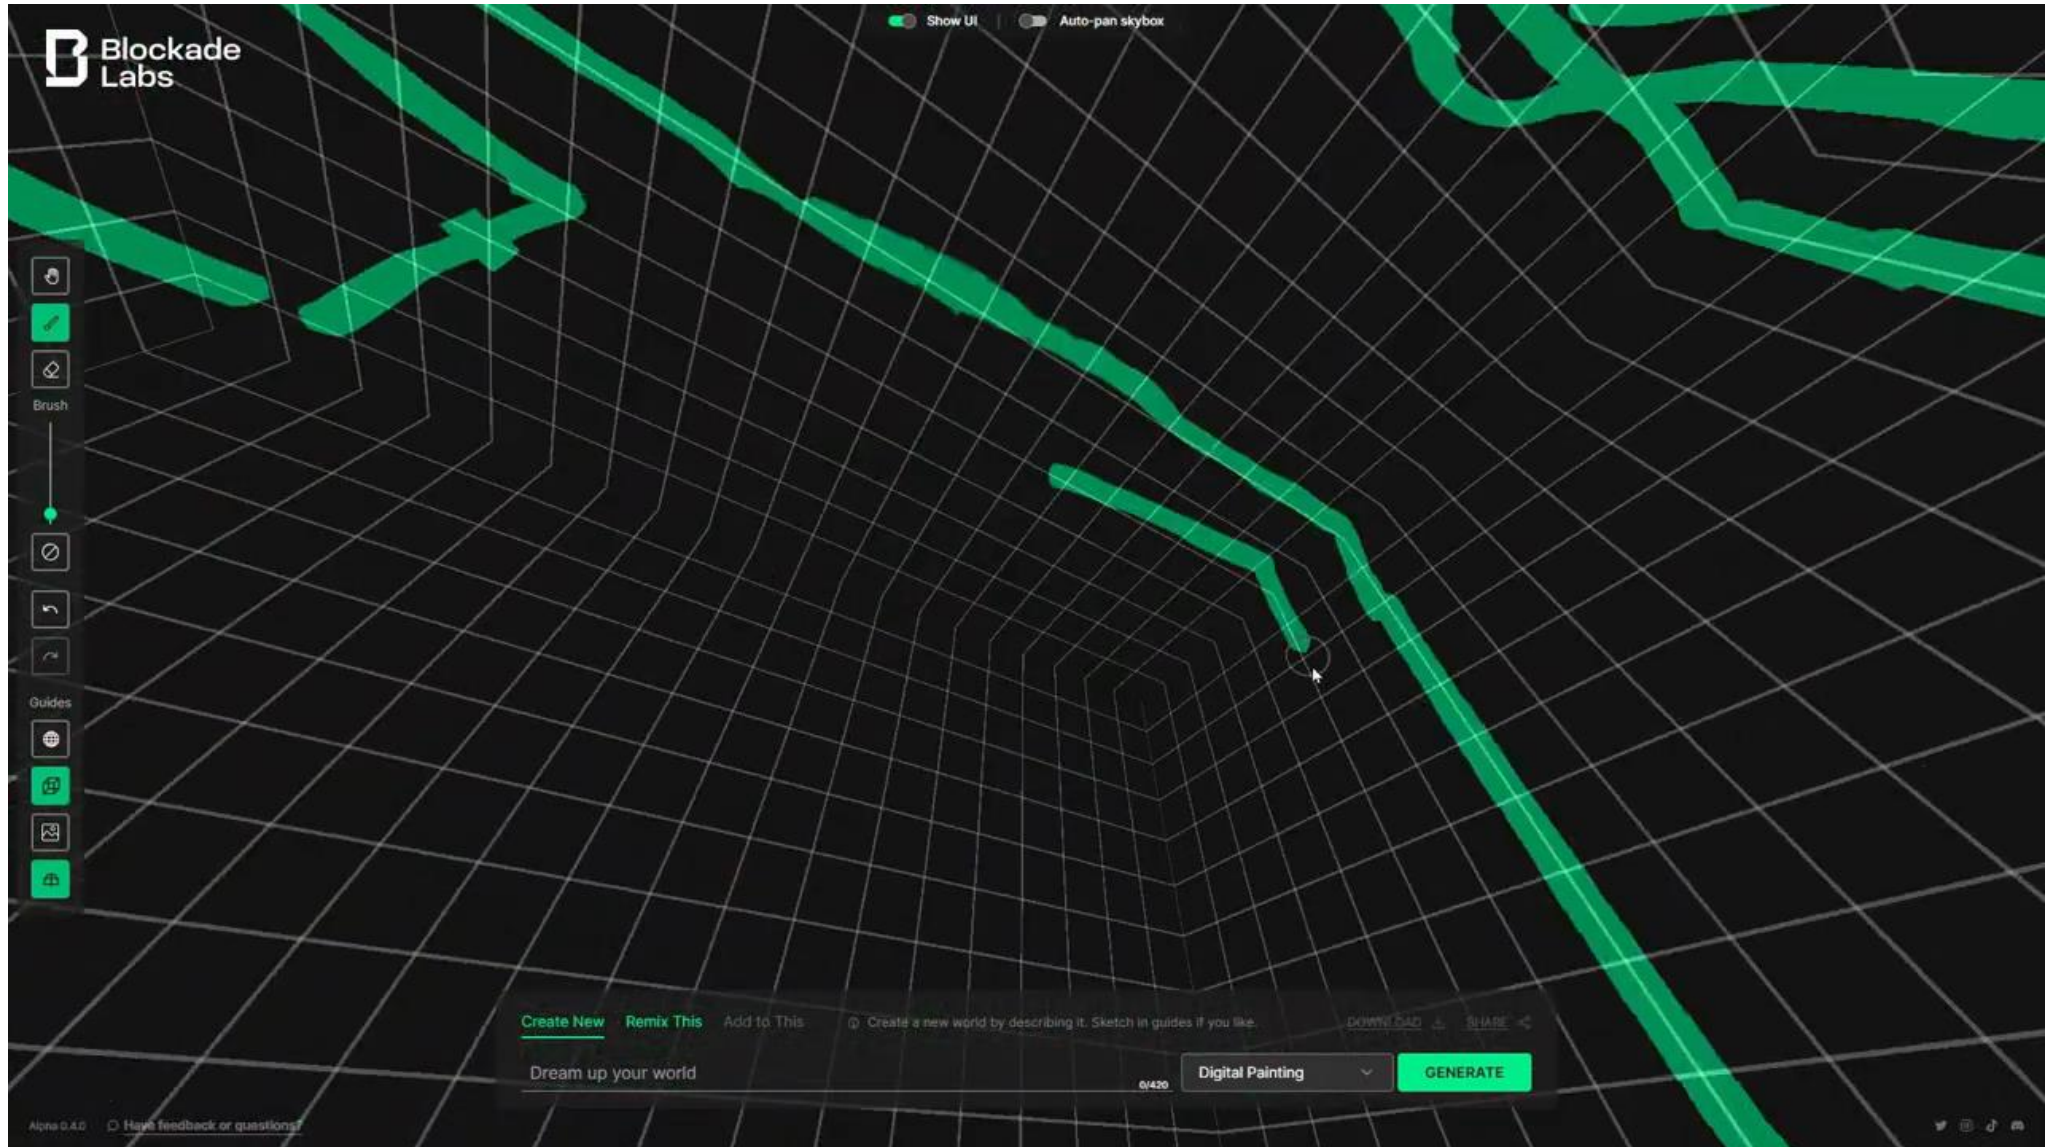 Show UI
Auto-pan skybox
Blockade
Labs
Brush
Guides
Create New
Remix This
Add to This
Create a new world by describing it. Sketch in guides if you like.
DOWNLOAD
SHARE
Dream up your world
0/420
Digital Painting
GENERATE
Alpha 0.4.0
Have feedback or questions?